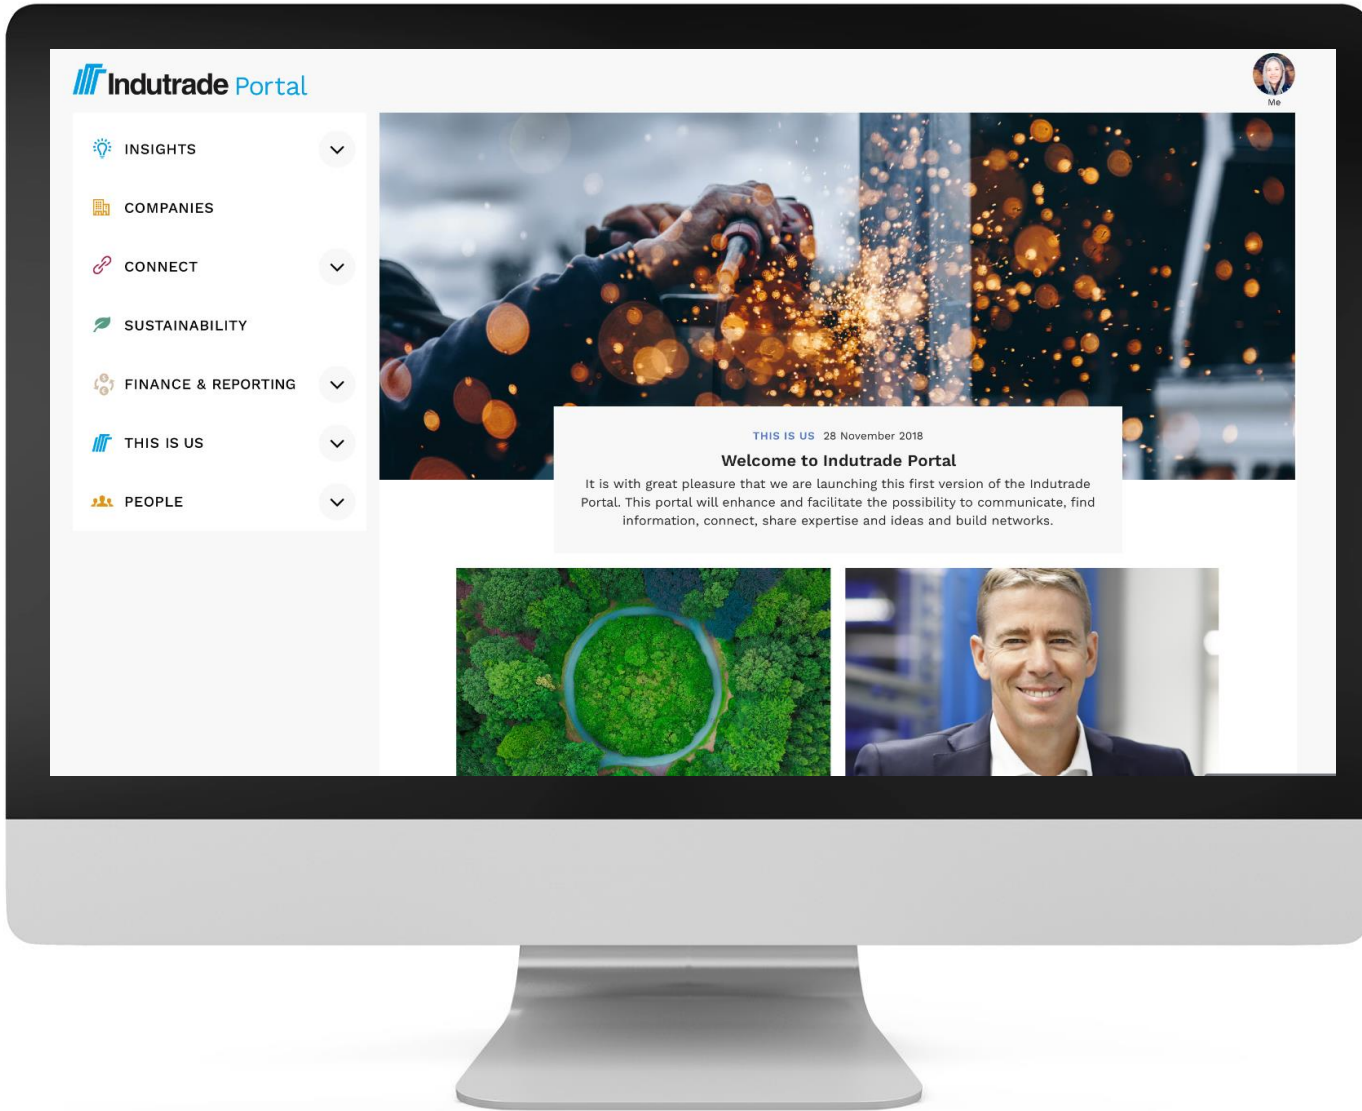 Indutrade Portal
Me
INSIGHTS
COMPANIES
CONNECT
SUSTAINABILITY
FINANCE & REPORTING
THIS IS US
PEOPLE
THIS IS US 28 November 2018
Welcome to Indutrade Portal
It is with great pleasure that we are launching this first version of the Indutrade
Portal. This portal will enhance and facilitate the possibility to communicate, find
information, connect, share expertise and ideas and build networks.